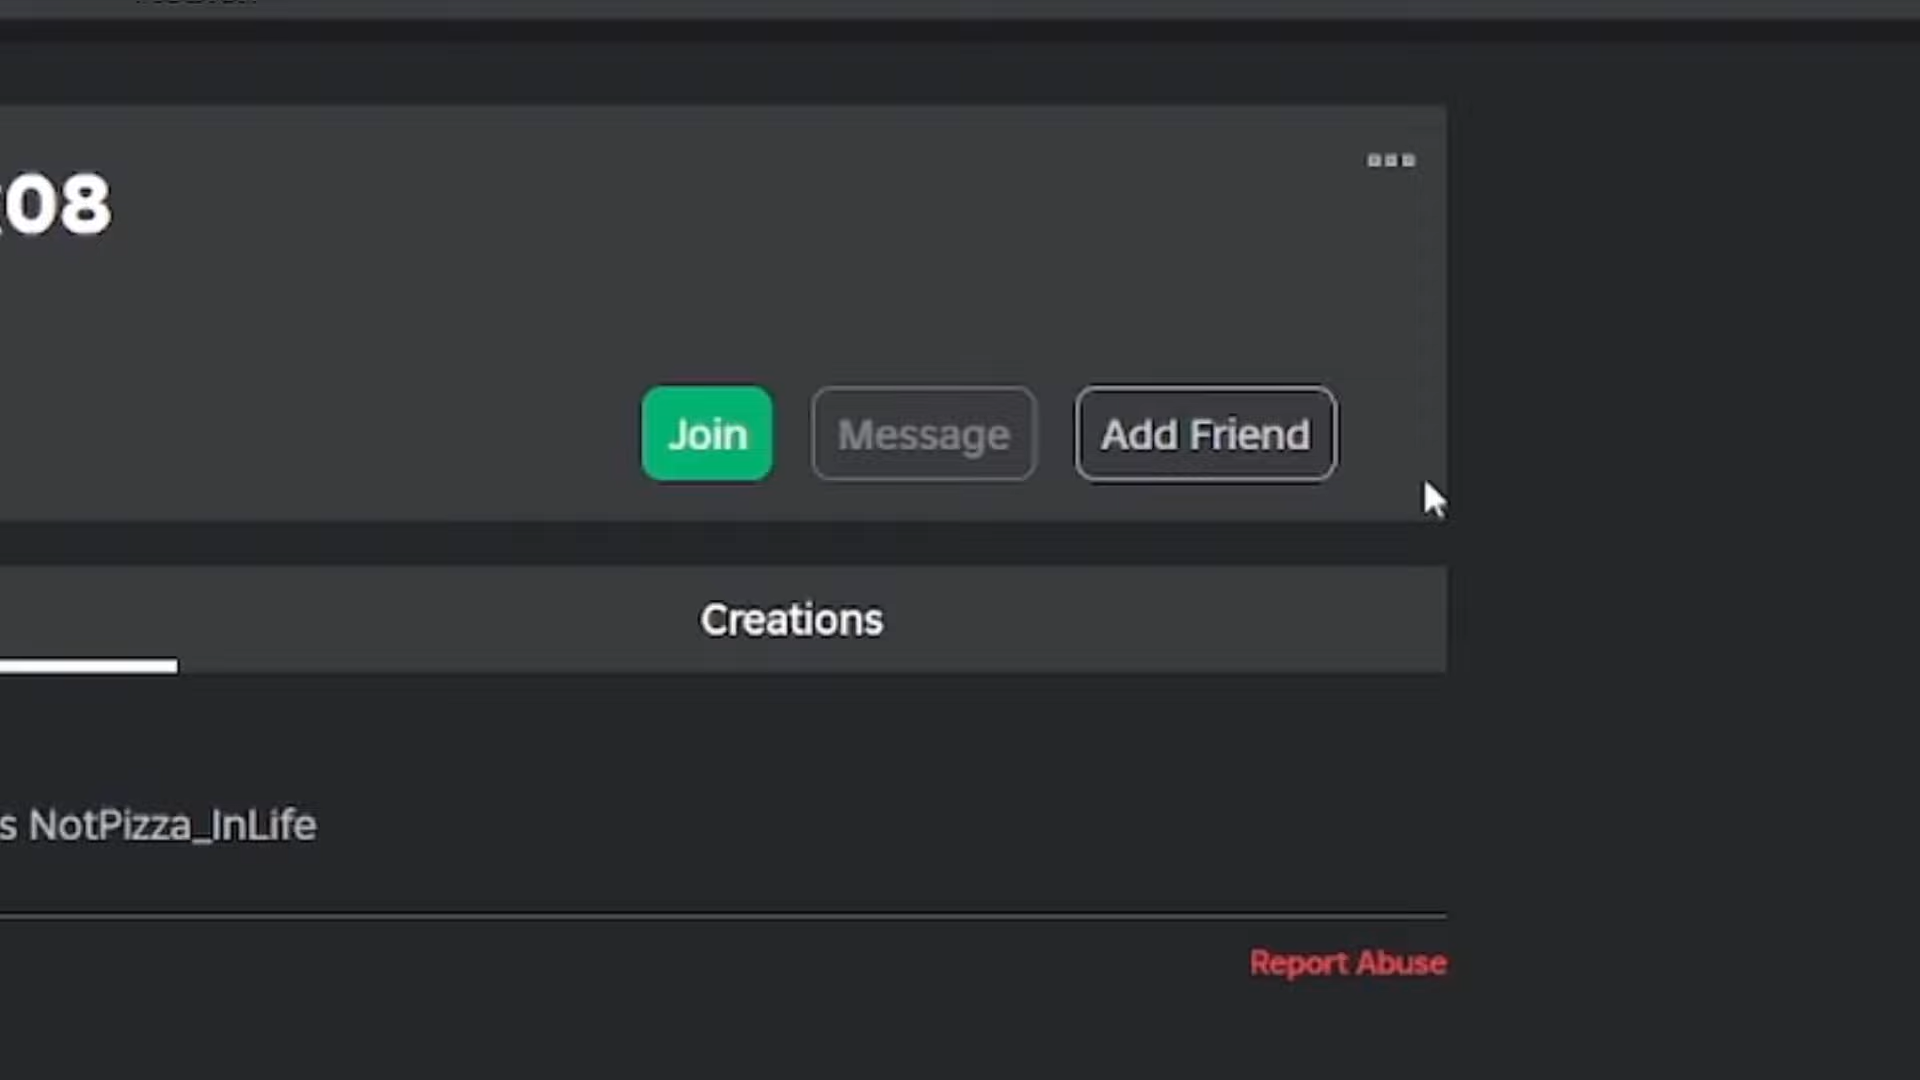 08
Join Message Add Friend
Creations
s NotPizza_InLife
Report Abuse